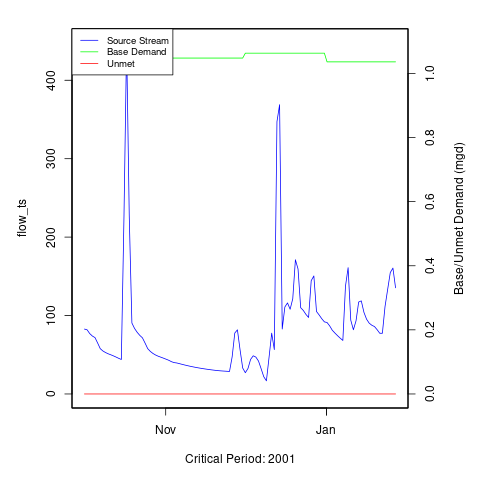 Source Stream
Base Demand
Unmet
flow_ts
0
100
200
300
400
0.0
0.2
0.4
0.6
0.8
1.0
Base/Unmet Demand (mgd)
Nov
Jan
Critical Period: 2001